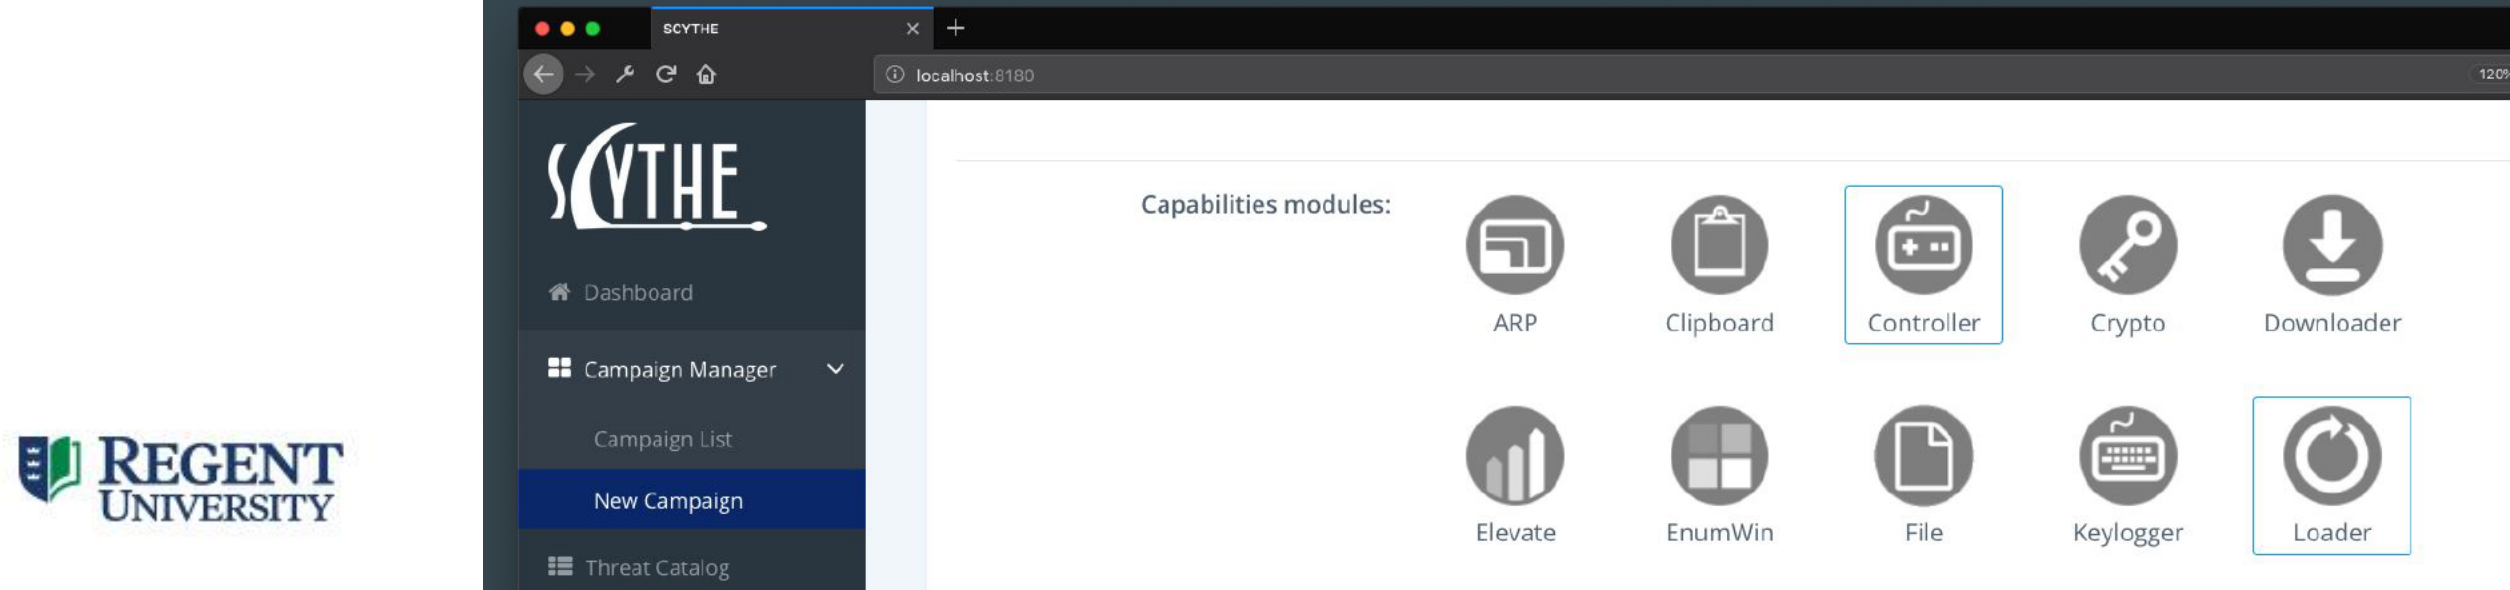 REGENT
UNIVERSITY
SCYTHE
localhost:8180
120%
SCYTHE
Dashboard
Campaign Manager
Campaign List
New Campaign
Threat Catalog
Capabilities modules:
ARP
Clipboard
Controller
Crypto
Downloader
Elevate
EnumWin
File
Keylogger
Loader